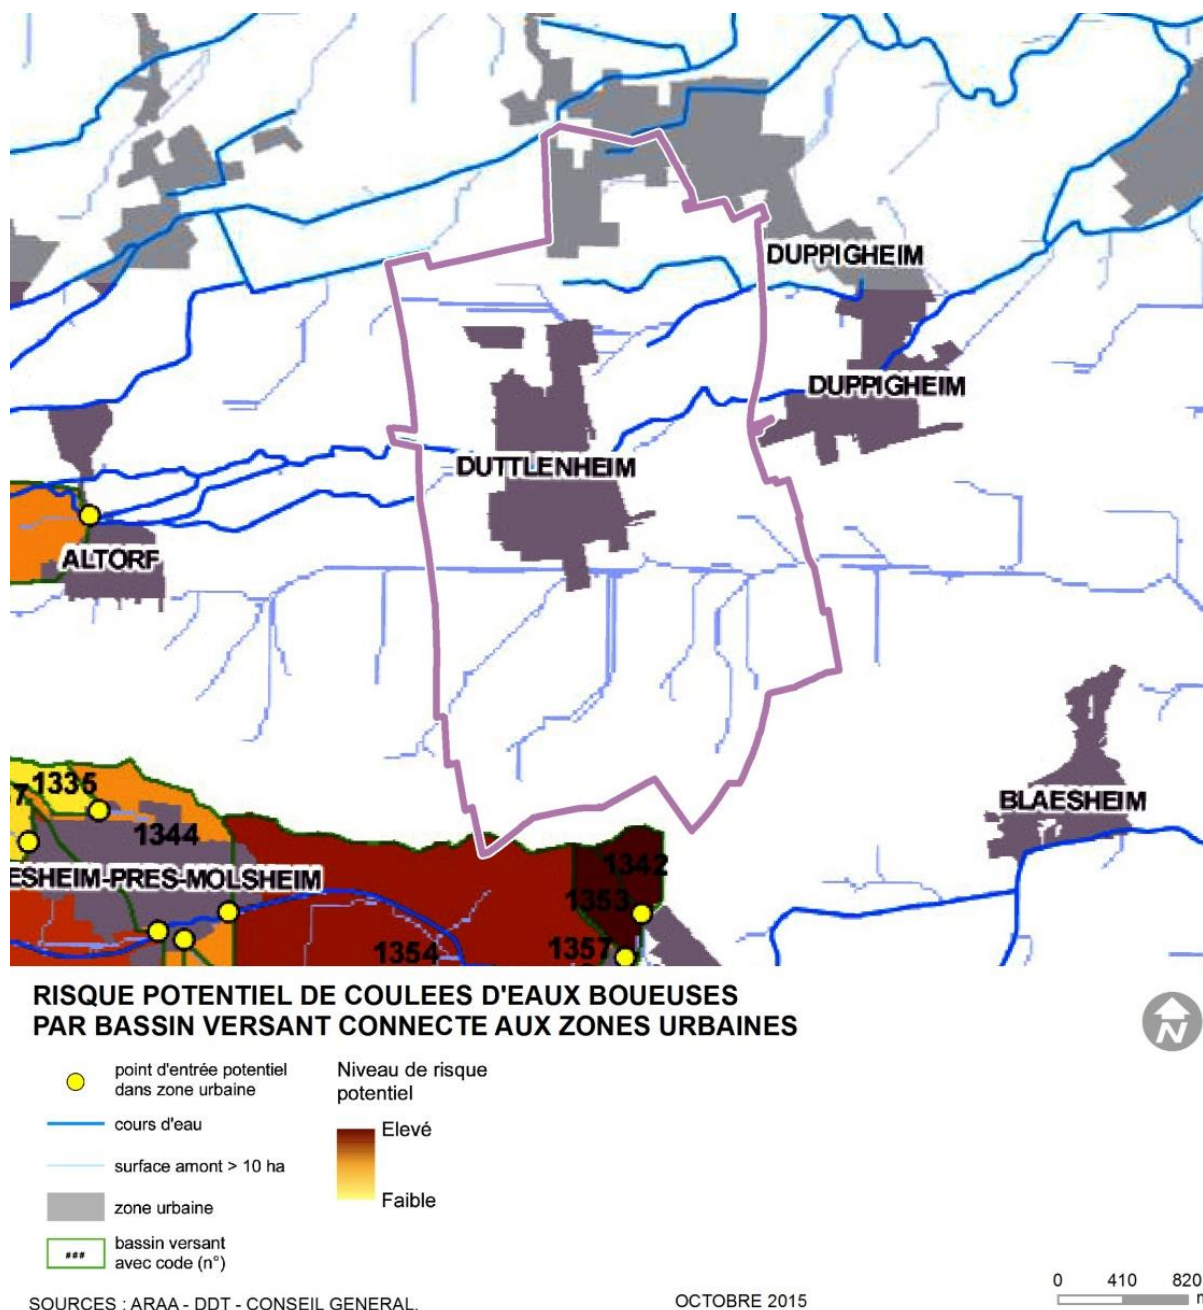 DUPPIGHEIM
DUPPIGHEIM
DUTTLENHEIM
ALTORF
1335
7
1344
BLAESHEIM
ESHEIM-PRES-MOLSHEIM
1342
1353
1354
1357
RISQUE POTENTIEL DE COULEES D'EAUX BOUEUSES
PAR BASSIN VERSANT CONNECTE AUX ZONES URBAINES
N
point d'entrée potentiel
dans zone urbaine
cours d'eau
surface amont > 10 ha
zone urbaine
###
bassin versant
avec code (n°)
Niveau de risque
potentiel
Elevé
Faible
0 410 820
SOURCES : ARAA - DDT - CONSEIL GENERAL.
OCTOBRE 2015